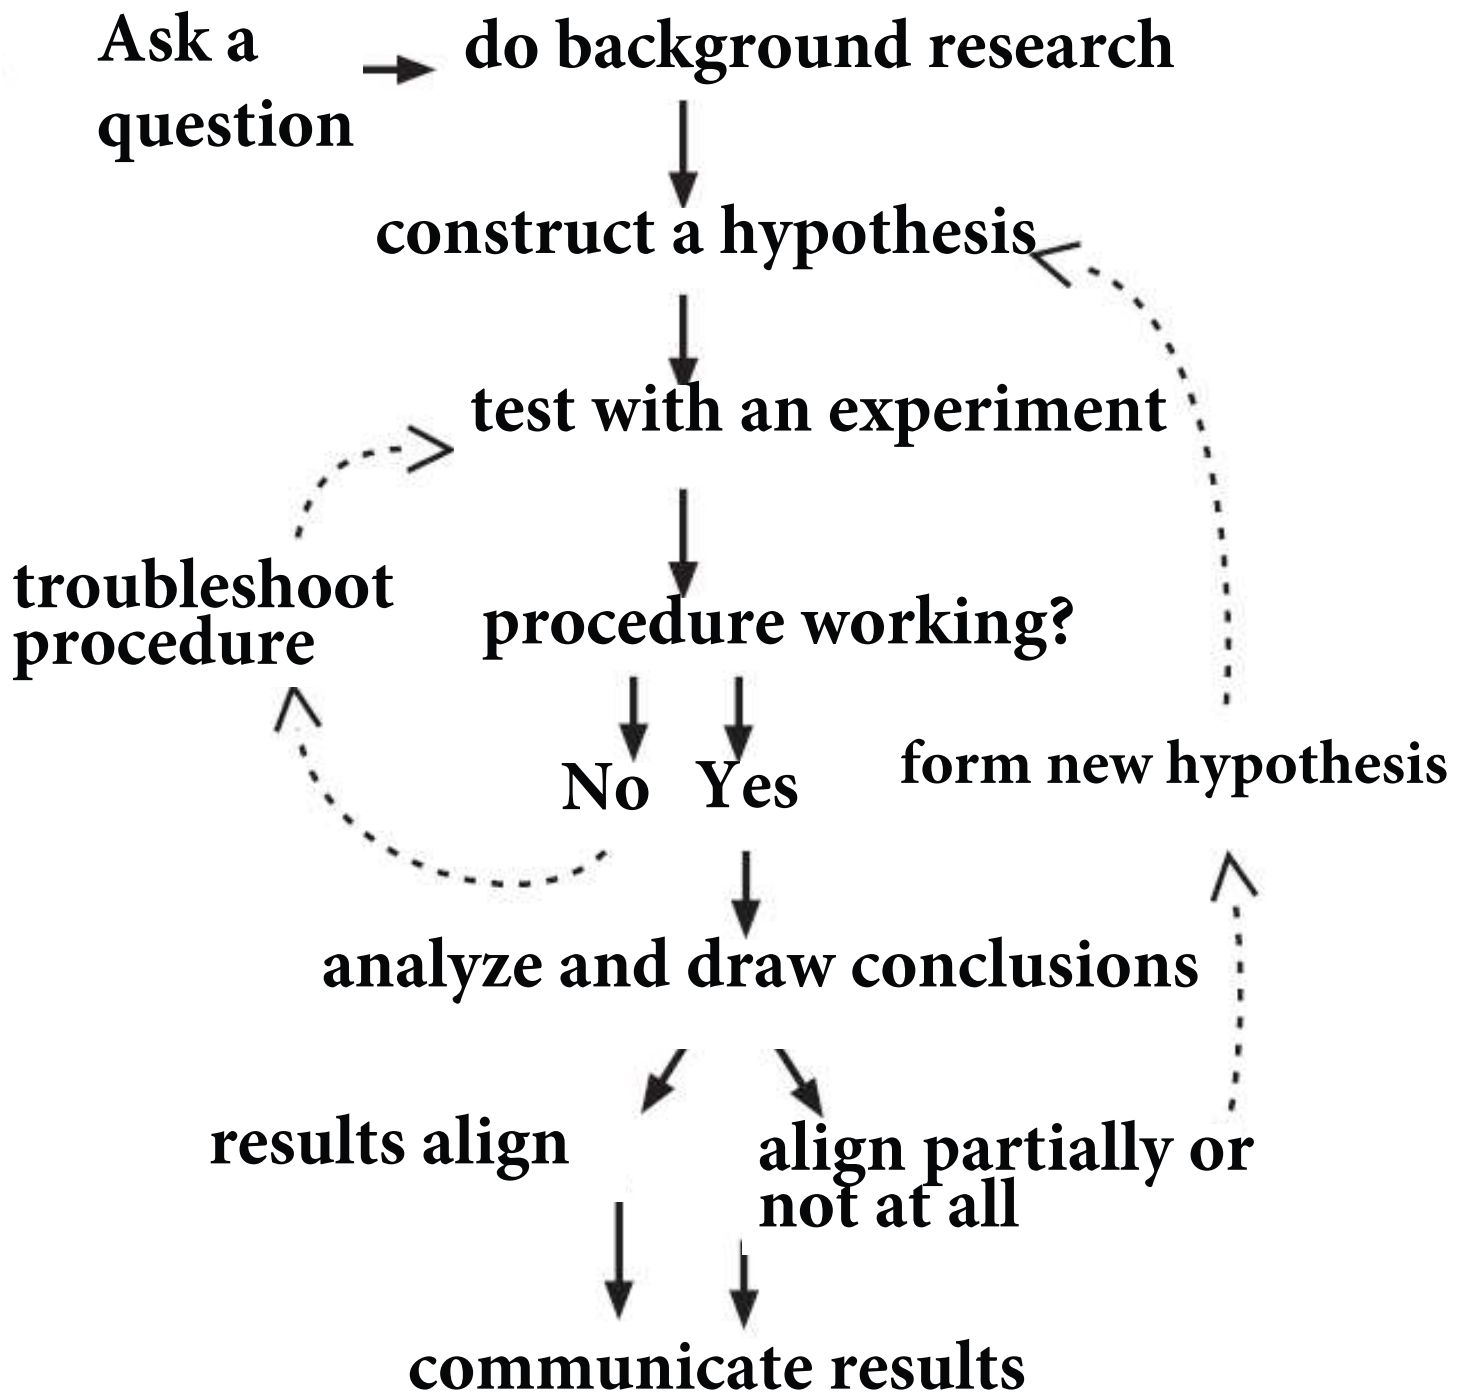 Ask a
question
do background research
construct a hypothesis
test with an experiment
troubleshoot
procedure
procedure working?
No Yes
form new hypothesis
analyze and draw conclusions
results align
align partially or
not at all
communicate results